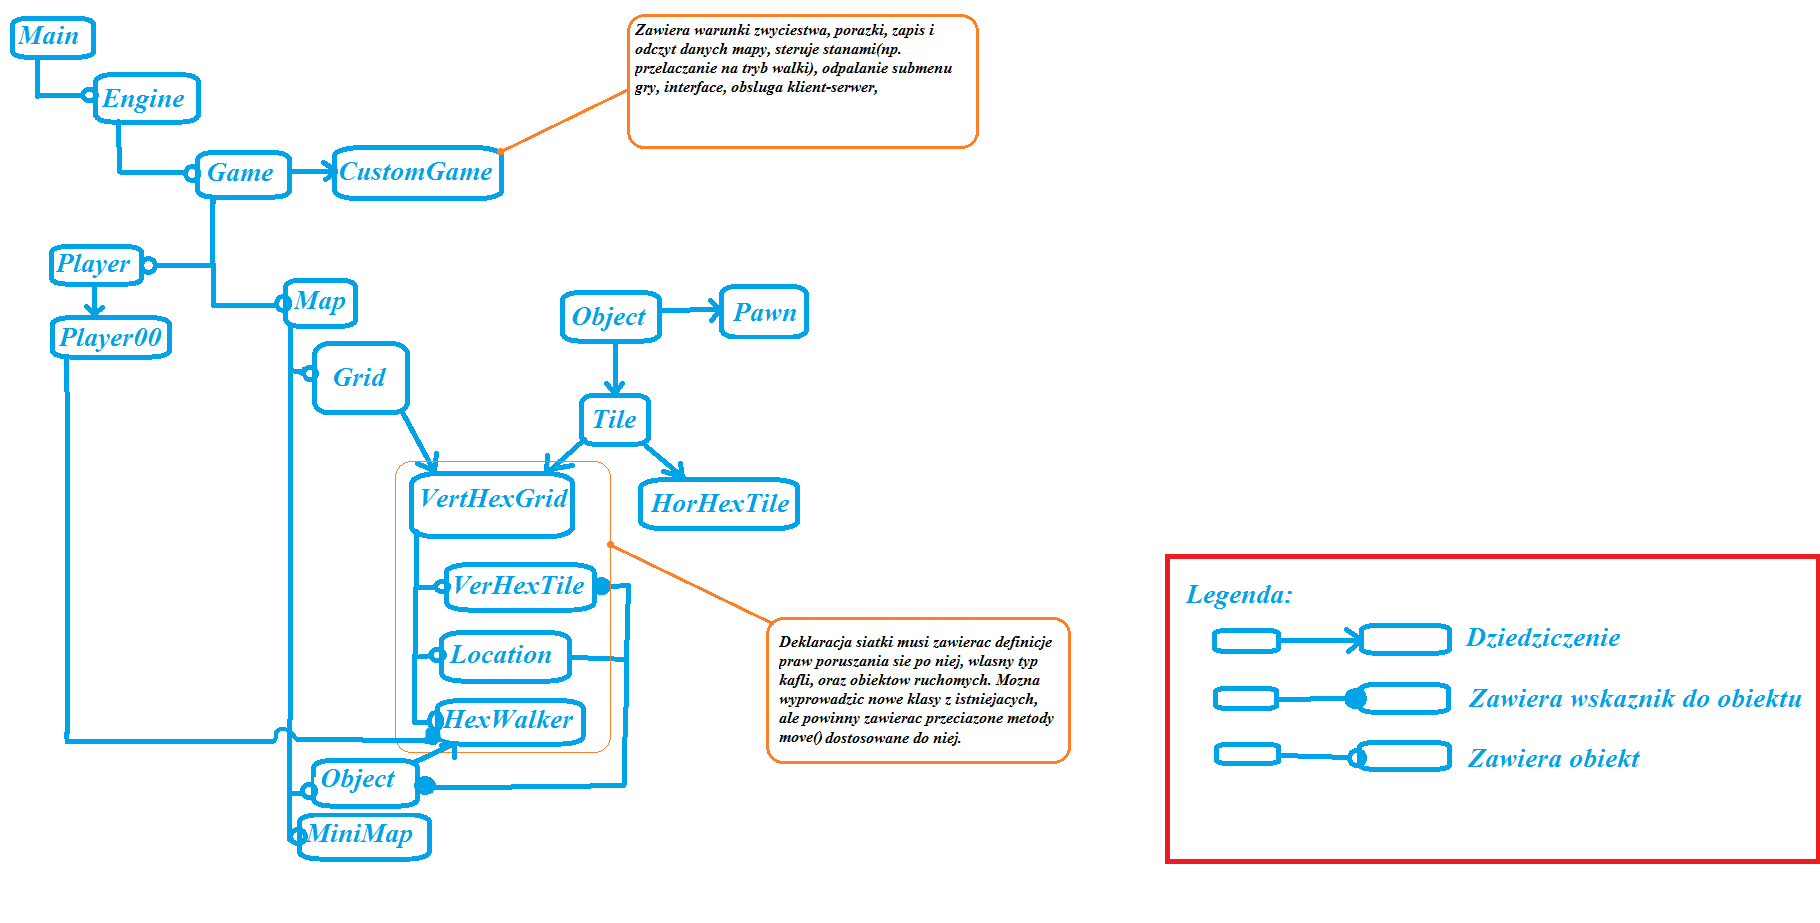 Main
Zawiera warunki zwyciestwa, porazki, zapis i
odczyt danych mapy, steruje stanami(np.
przelaczanie na tryb walki), odpalanie submenu
gry, interface, obsluga klient-serwer,
Engine
Game
CustomGame
Player
Map
Object
Pawn
Player00
Grid
Tile
VertHexGrid
HorHexTile
VerHexTile
Location
HexWalker
Object
MiniMap
Deklaracja siatki musi zawierac definicje
praw poruszania sie po niej, wlasny typ
kafli, oraz obiektow ruchomych. Mozna
wyprowadzic nowe klasy z istniejacych,
ale powinny zawierac przeciazone metody
move() dostosowane do niej.
Legenda:
Dziedziczenie
Zawiera wskaznik do obiektu
Zawiera obiekt